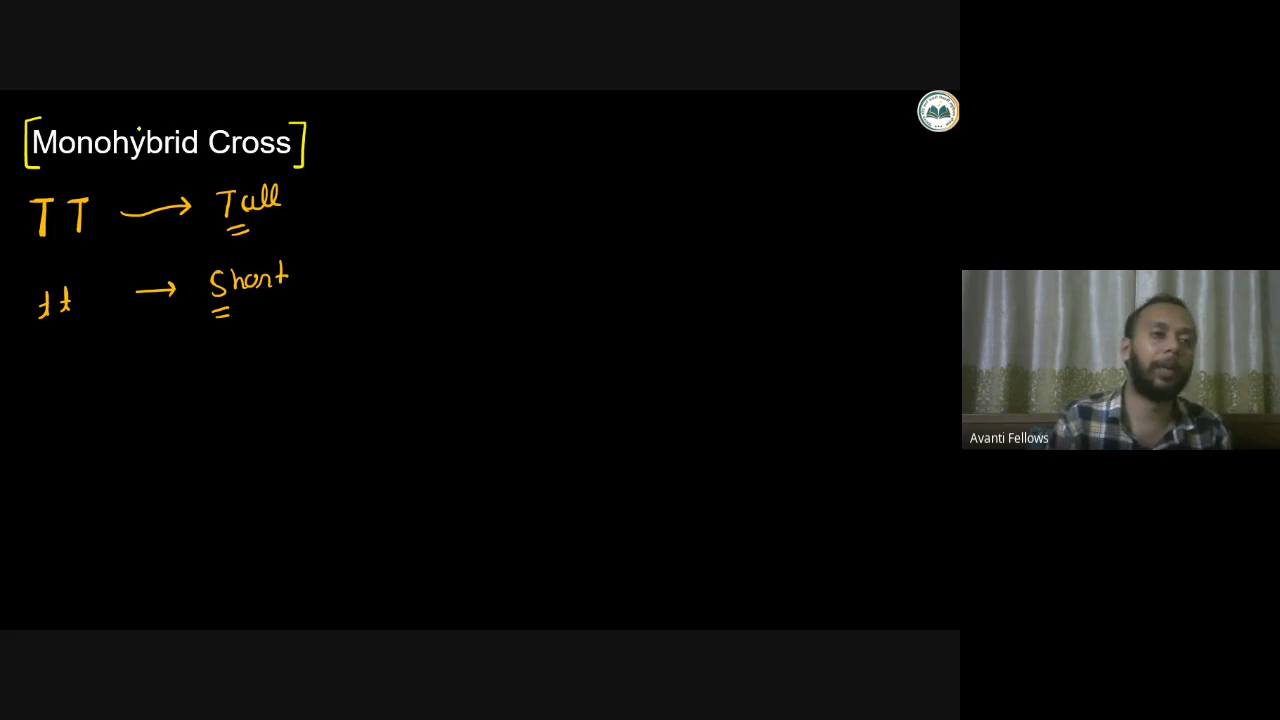 [Monohybrid Cross]
TT → Tall
tt → Short
Avanti Fellows